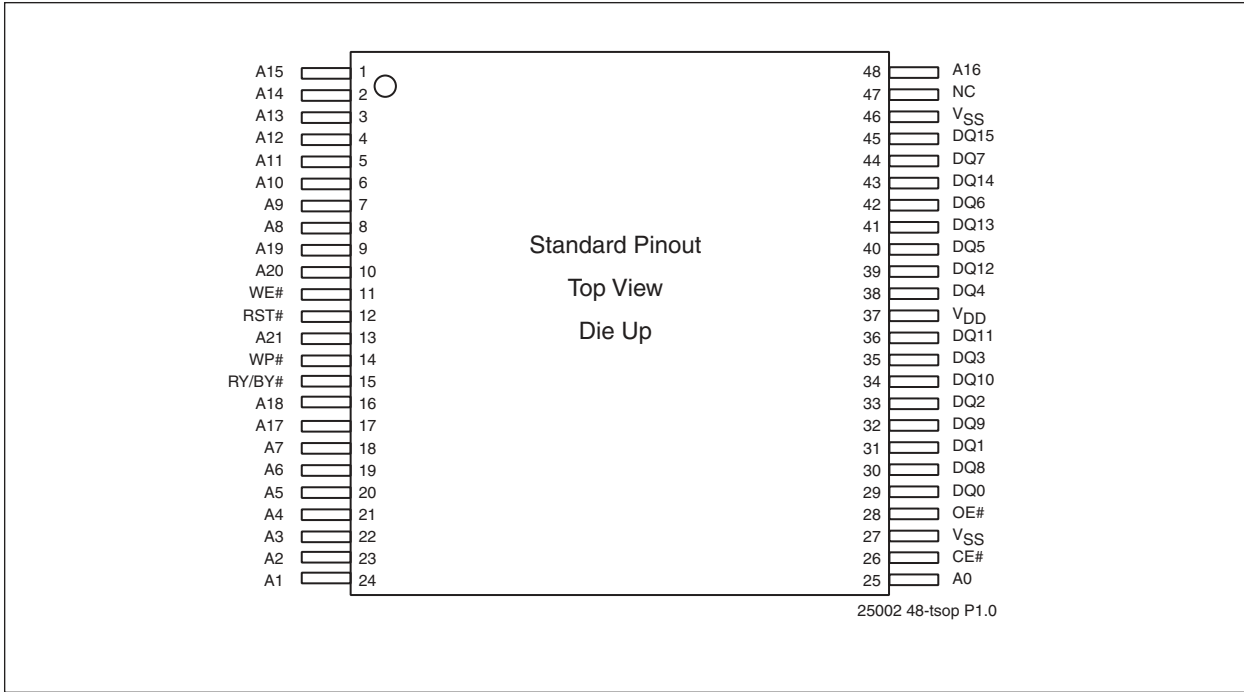 A15 1 48 A16
A14 2 47 NC
A13 3 46 VSS
A12 4 45 DQ15
A11 5 44 DQ7
A10 6 43 DQ14
A9 7 42 DQ6
A8 8 41 DQ13
A19 9 40 DQ5
A20 10 39 DQ12
WE# 11 38 DQ4
RST# 12 37 VDD
A21 13 36 DQ11
WP# 14 35 DQ3
RY/BY# 15 34 DQ10
A18 16 33 DQ2
A17 17 32 DQ9
A7 18 31 DQ1
A6 19 30 DQ8
A5 20 29 DQ0
A4 21 28 OE#
A3 22 27 VSS
A2 23 26 CE#
A1 24 25 A0
Standard Pinout
Top View
Die Up
25002 48-tsop P1.0